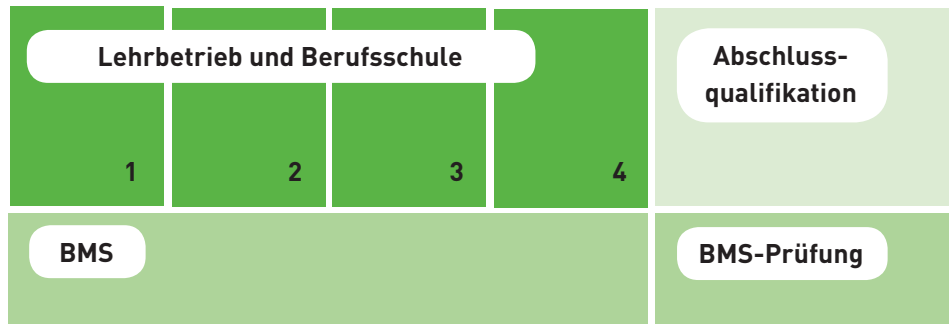 Lehrbetrieb und Berufsschule
Abschluss-
qualifikation
1
2
3
4
BMS
BMS-Prüfung